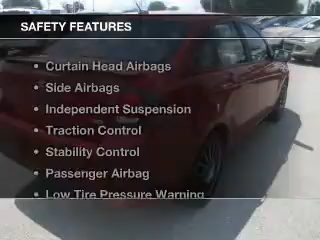 SAFETY FEATURES
• Curtain Head Airbags
• Side Airbags
• Independent Suspension
• Traction Control
• Stability Control
• Passenger Airbag
• Low Tire Pressure Warning